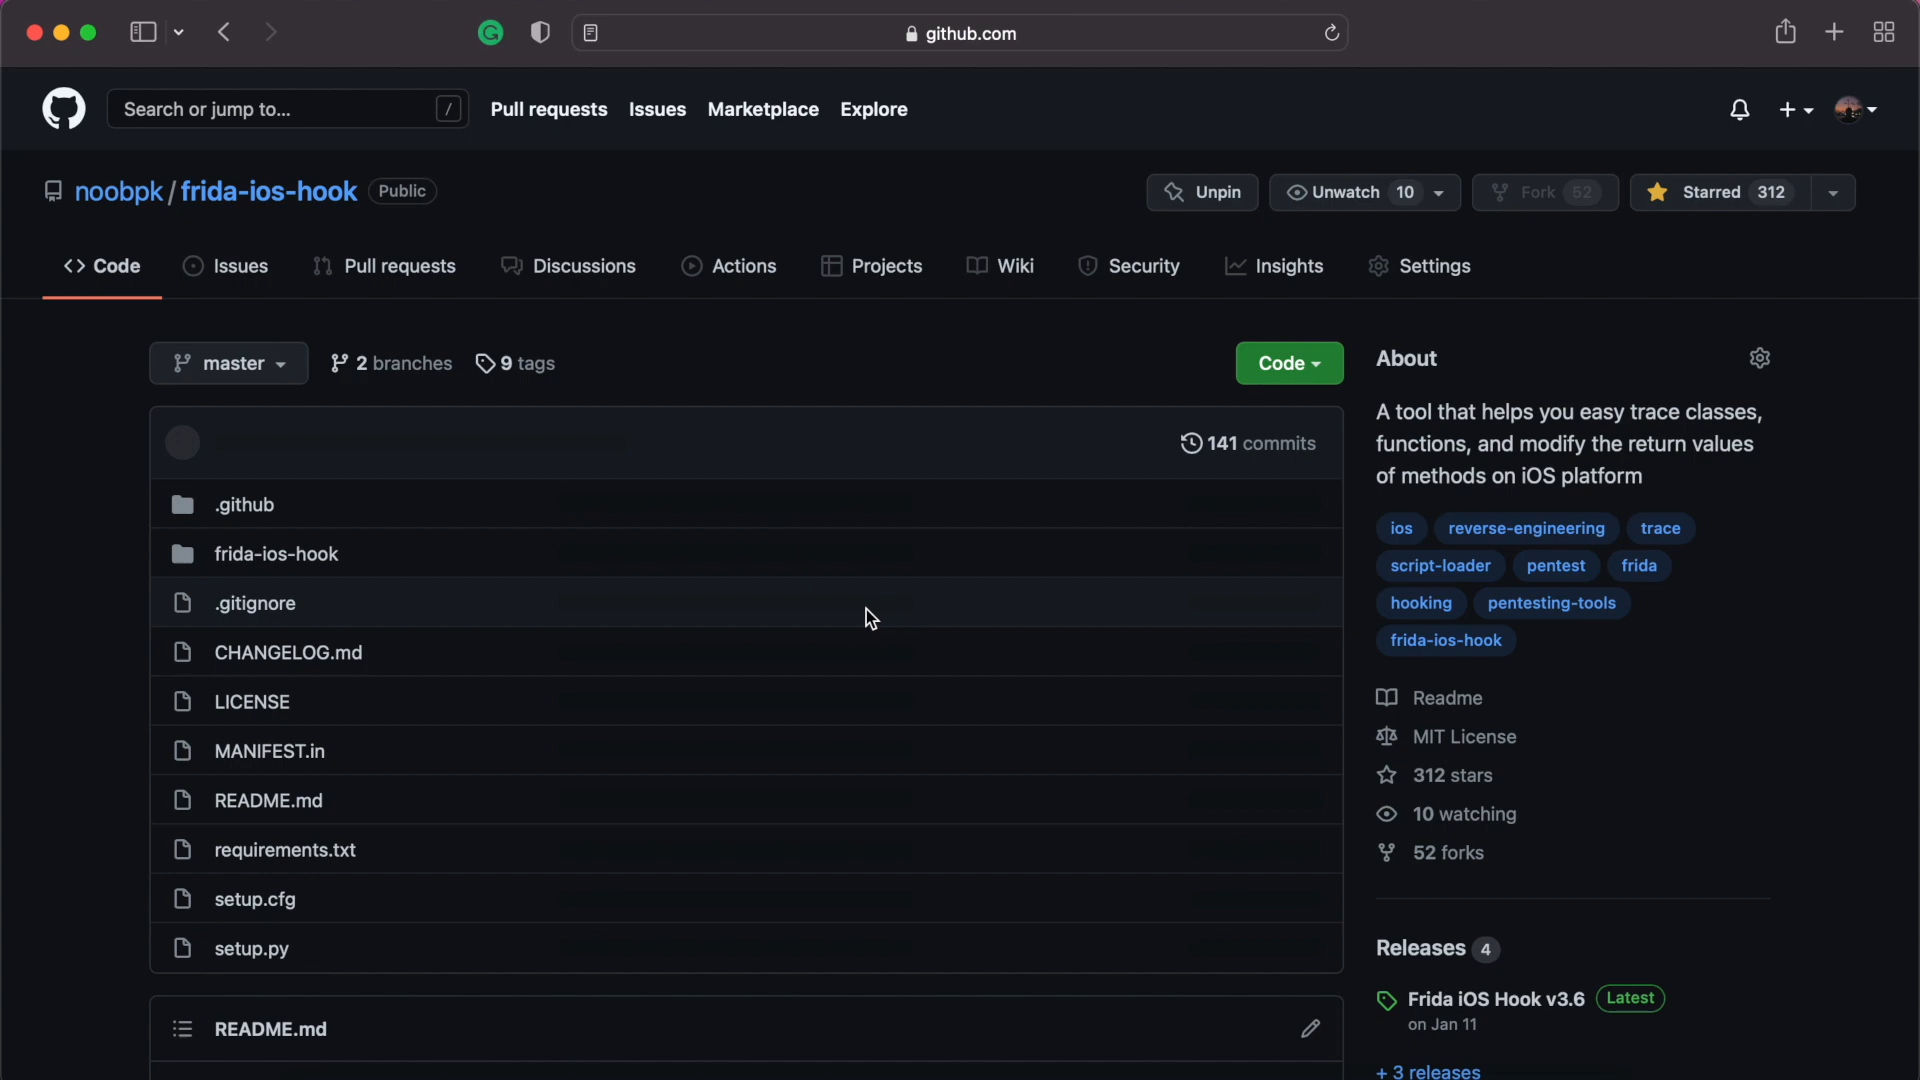 github.com
Search or jump to... /
Pull requests Issues Marketplace Explore
noobpk / frida-ios-hook Public
Unpin Unwatch 10 Fork 52 Starred 312
<> Code Issues Pull requests Discussions Actions Projects Wiki Security Insights Settings
master 2 branches 9 tags Code
141 commits
.github
frida-ios-hook
.gitignore
CHANGELOG.md
LICENSE
MANIFEST.in
README.md
requirements.txt
setup.cfg
setup.py
README.md
About
A tool that helps you easy trace classes,
functions, and modify the return values
of methods on iOS platform
ios reverse-engineering trace
script-loader pentest frida
hooking pentesting-tools
frida-ios-hook
Readme
MIT License
312 stars
10 watching
52 forks
Releases 4
Frida iOS Hook v3.6 Latest
on Jan 11
+ 3 releases